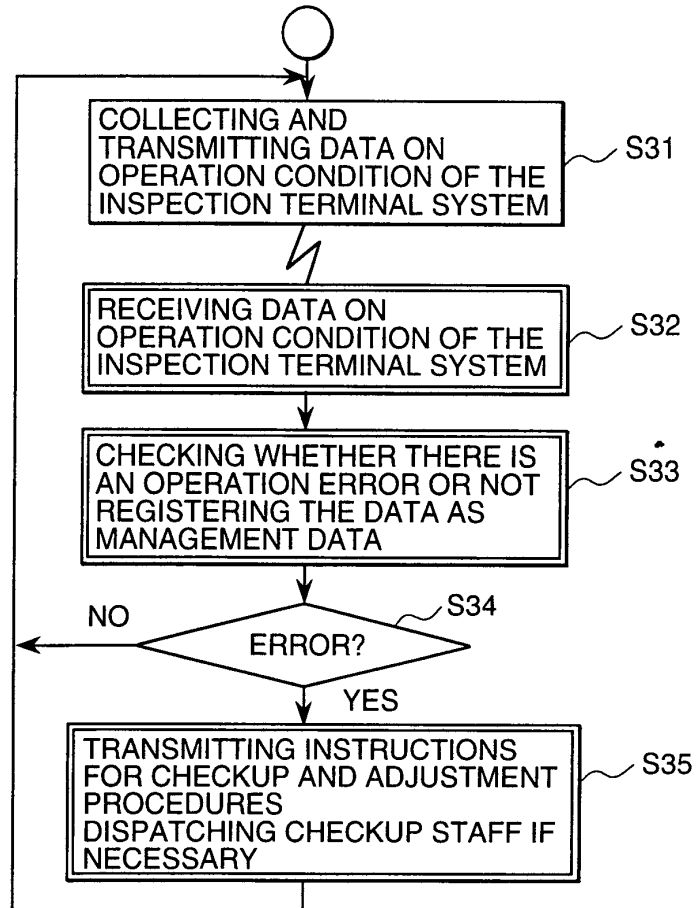 COLLECTING AND
TRANSMITTING DATA ON
OPERATION CONDITION OF THE
INSPECTION TERMINAL SYSTEM
S31
RECEIVING DATA ON
OPERATION CONDITION OF THE
INSPECTION TERMINAL SYSTEM
S32
CHECKING WHETHER THERE IS
AN OPERATION ERROR OR NOT
REGISTERING THE DATA AS
MANAGEMENT DATA
S33
S34
NO
ERROR?
YES
TRANSMITTING INSTRUCTIONS
FOR CHECKUP AND ADJUSTMENT
PROCEDURES
DISPATCHING CHECKUP STAFF IF
NECESSARY
S35